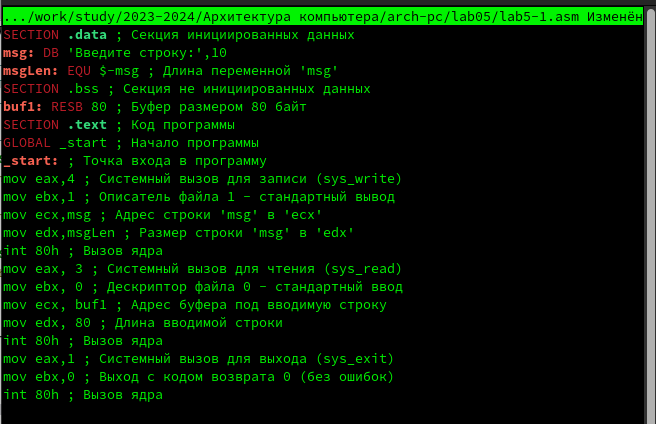 .../work/study/2023-2024/Архитектура компьютера/arch-pc/lab05/lab5-1.asm Изменён
SECTION .data ; Секция инициированных данных
msg: DB 'Введите строку:',10
msgLen: EQU $-msg ; Длина переменной 'msg'
SECTION .bss ; Секция не инициированных данных
buf1: RESB 80 ; Буфер размером 80 байт
SECTION .text ; Код программы
GLOBAL _start ; Начало программы
_start: ; Точка входа в программу
mov eax,4 ; Системный вызов для записи (sys_write)
mov ebx,1 ; Описатель файла 1 - стандартный вывод
mov ecx,msg ; Адрес строки 'msg' в 'ecx'
mov edx,msgLen ; Размер строки 'msg' в 'edx'
int 80h ; Вызов ядра
mov eax, 3 ; Системный вызов для чтения (sys_read)
mov ebx, 0 ; Дескриптор файла 0 - стандартный ввод
mov ecx, buf1 ; Адрес буфера под вводимую строку
mov edx, 80 ; Длина вводимой строки
int 80h ; Вызов ядра
mov eax,1 ; Системный вызов для выхода (sys_exit)
mov ebx,0 ; Выход с кодом возврата 0 (без ошибок)
int 80h ; Вызов ядра